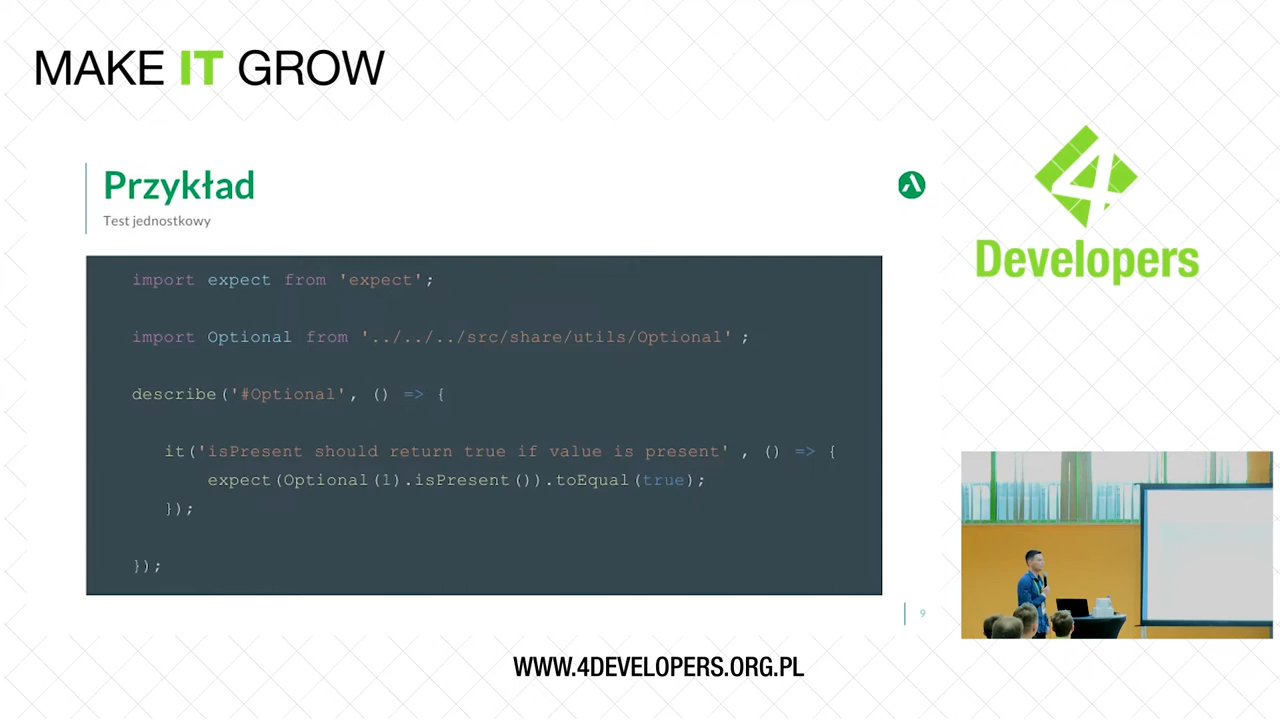 MAKE IT GROW
Przykład
Test jednostkowy
import expect from 'expect';
import Optional from '../../../src/share/utils/Optional' ;
describe('#Optional', () => {
it('isPresent should return true if value is present' , () => {
expect(Optional(1).isPresent()).toEqual(true);
});
});
9
4
Developers
WWW.4DEVELOPERS.ORG.PL